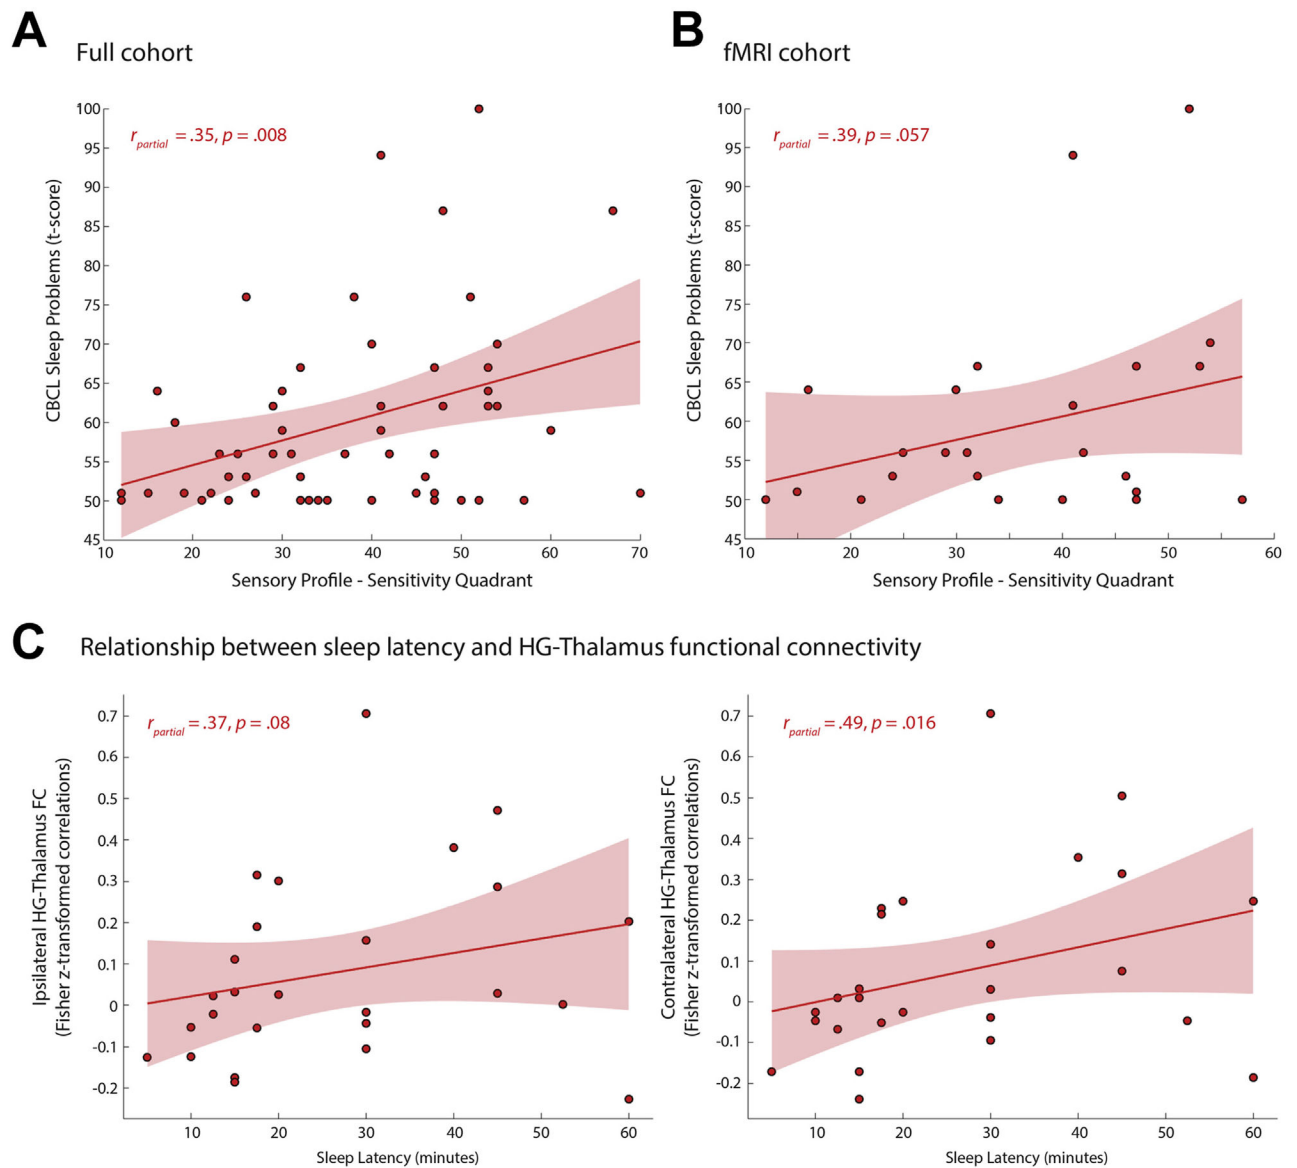 A
Full cohort
CBCL Sleep Problems (t-score)
100
95
90
85
80
75
70
65
60
55
50
45
r partial = .35, p = .008
10 20 30 40 50 60 70
Sensory Profile - Sensitivity Quadrant
B
fMRI cohort
CBCL Sleep Problems (t-score)
100
95
90
85
80
75
70
65
60
55
50
45
r partial = .39, p = .057
10 20 30 40 50 60
Sensory Profile - Sensitivity Quadrant
C
Relationship between sleep latency and HG-Thalamus functional connectivity
Ipsilateral HG-Thalamus FC
(Fisher z-transformed correlations)
0.7
0.6
0.5
0.4
0.3
0.2
0.1
0
-0.1
-0.2
r partial = .37, p = .08
10 20 30 40 50 60
Sleep Latency (minutes)
Contralateral HG-Thalamus FC
(Fisher z-transformed correlations)
0.7
0.6
0.5
0.4
0.3
0.2
0.1
0
-0.1
-0.2
r partial = .49, p = .016
10 20 30 40 50 60
Sleep Latency (minutes)